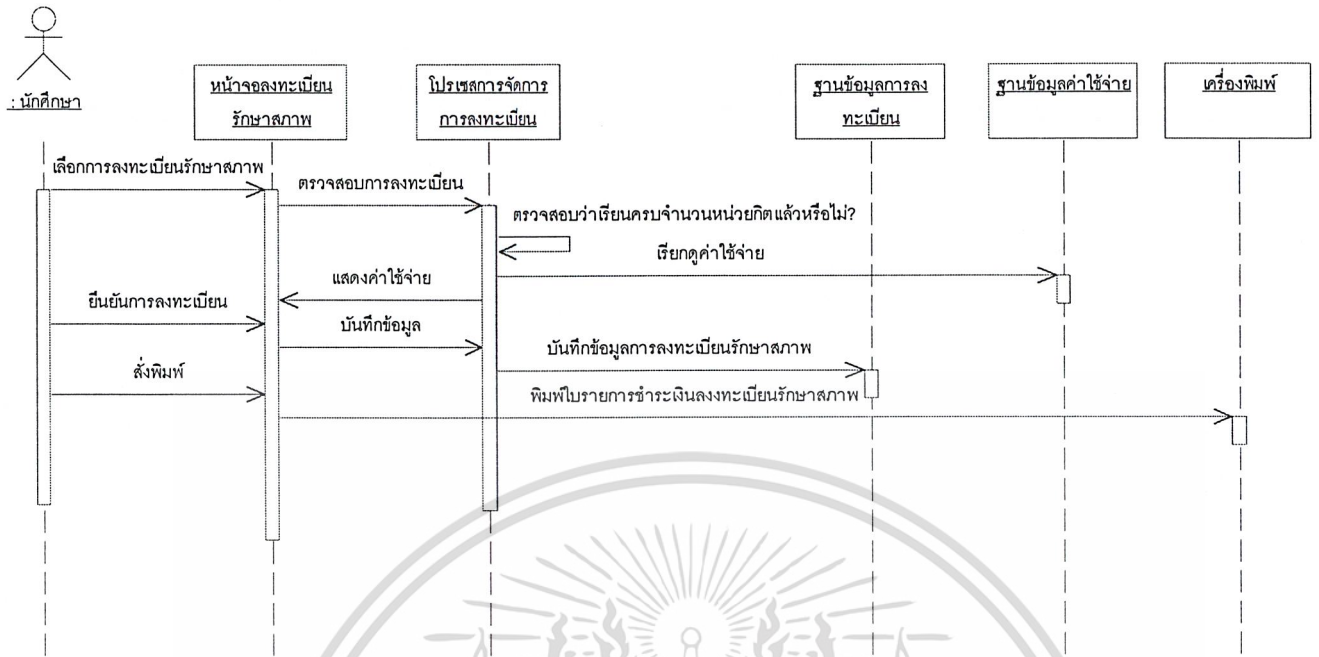 : นักศึกษา
หน้าจอลงทะเบียน
รักษาสภาพ
โปรเซสการจัดการ
การลงทะเบียน
ฐานข้อมูลการลง
ทะเบียน
ฐานข้อมูลค่าใช้จ่าย
เครื่องพิมพ์
เลือกการลงทะเบียนรักษาสภาพ
ตรวจสอบการลงทะเบียน
ตรวจสอบว่าเรียนครบจำนวนหน่วยกิตแล้วหรือไม่?
เรียกดูค่าใช้จ่าย
แสดงค่าใช้จ่าย
ยืนยันการลงทะเบียน
บันทึกข้อมูล
บันทึกข้อมูลการลงทะเบียนรักษาสภาพ
สั่งพิมพ์
พิมพ์ใบรายการชำระเงินลงงทะเบียนรักษาสภาพ